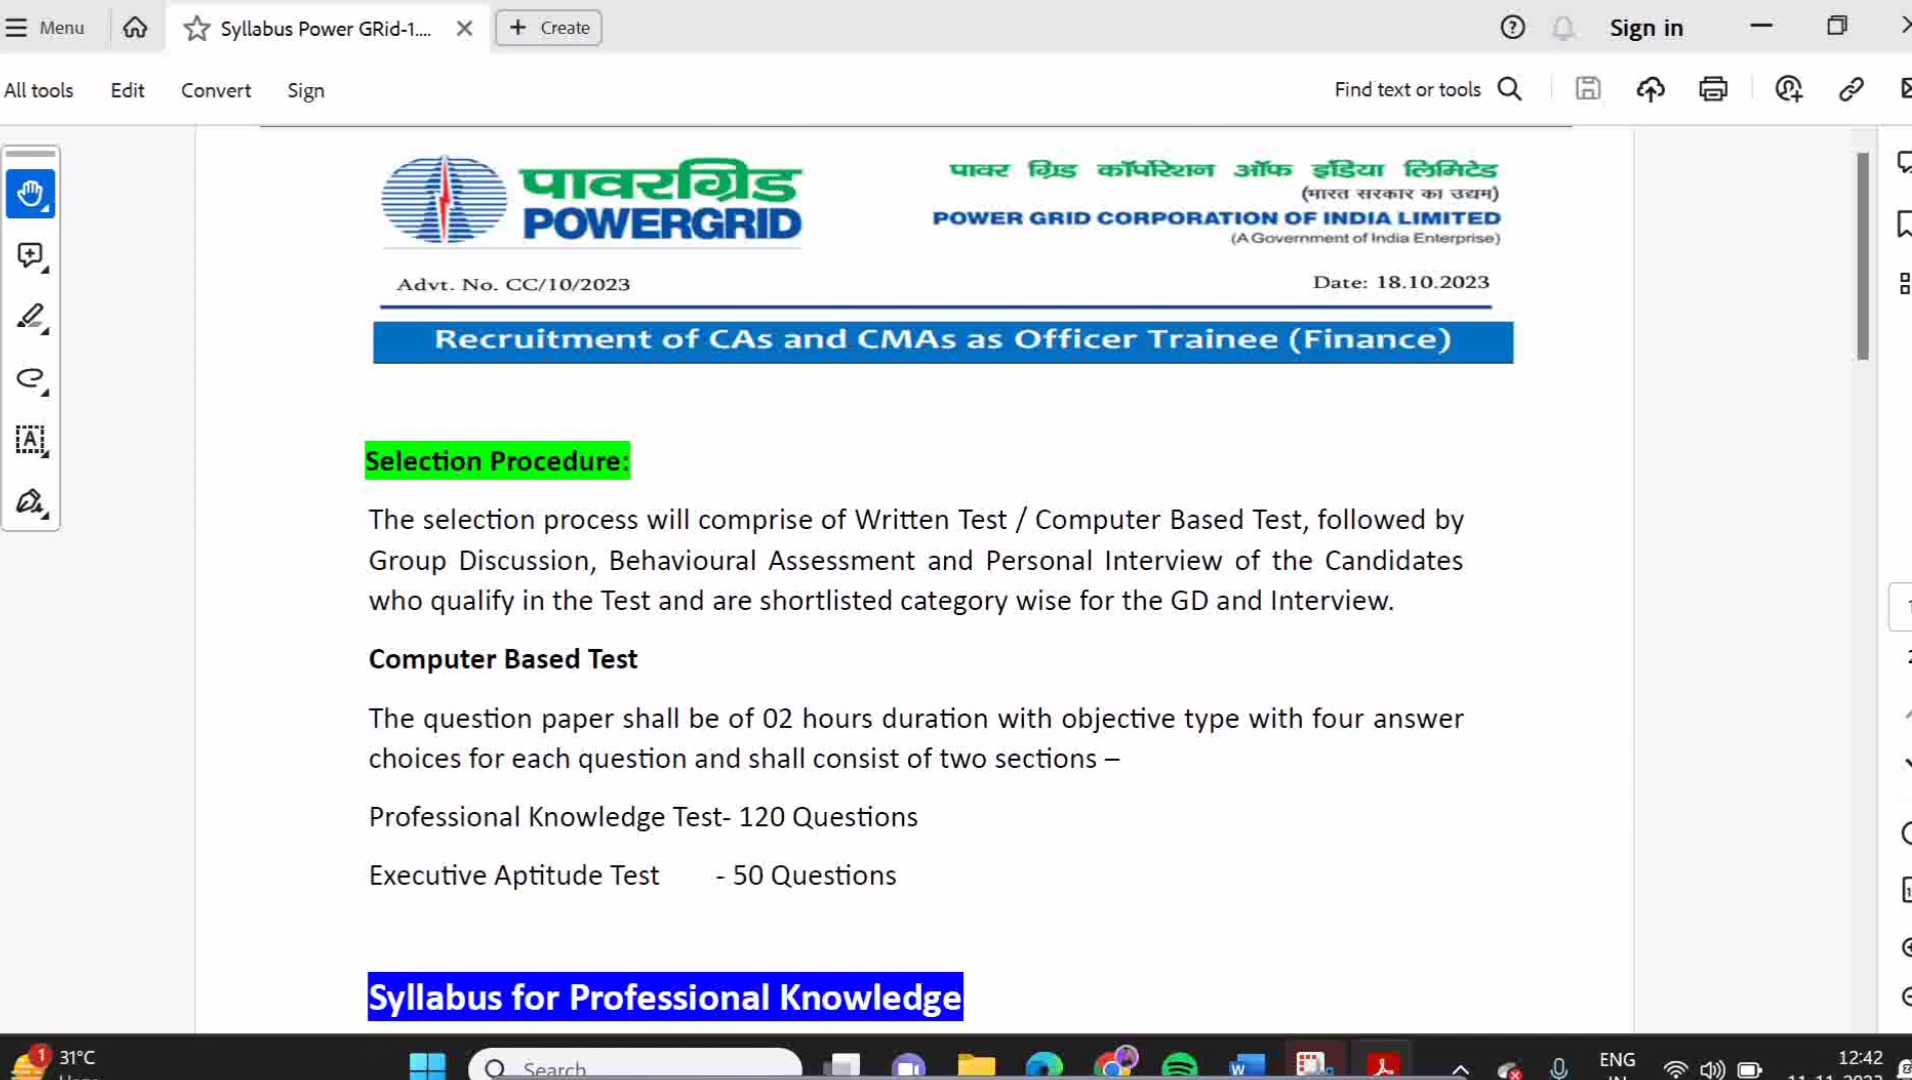 Menu
Syllabus Power GRid-1....
Create
Sign in
All tools
Edit
Convert
Sign
Find text or tools
पावरग्रिड
POWERGRID
पावर ग्रिड कॉर्पोरेशन ऑफ इंडिया लिमिटेड
(भारत सरकार का उद्यम)
POWER GRID CORPORATION OF INDIA LIMITED
(A Government of India Enterprise)
Advt. No. CC/10/2023
Date: 18.10.2023
Recruitment of CAs and CMAs as Officer Trainee (Finance)
Selection Procedure:
The selection process will comprise of Written Test / Computer Based Test, followed by
Group Discussion, Behavioural Assessment and Personal Interview of the Candidates
who qualify in the Test and are shortlisted category wise for the GD and Interview.
Computer Based Test
The question paper shall be of 02 hours duration with objective type with four answer
choices for each question and shall consist of two sections –
Professional Knowledge Test- 120 Questions
Executive Aptitude Test - 50 Questions
Syllabus for Professional Knowledge
1
31°C
Search
ENG
12:42